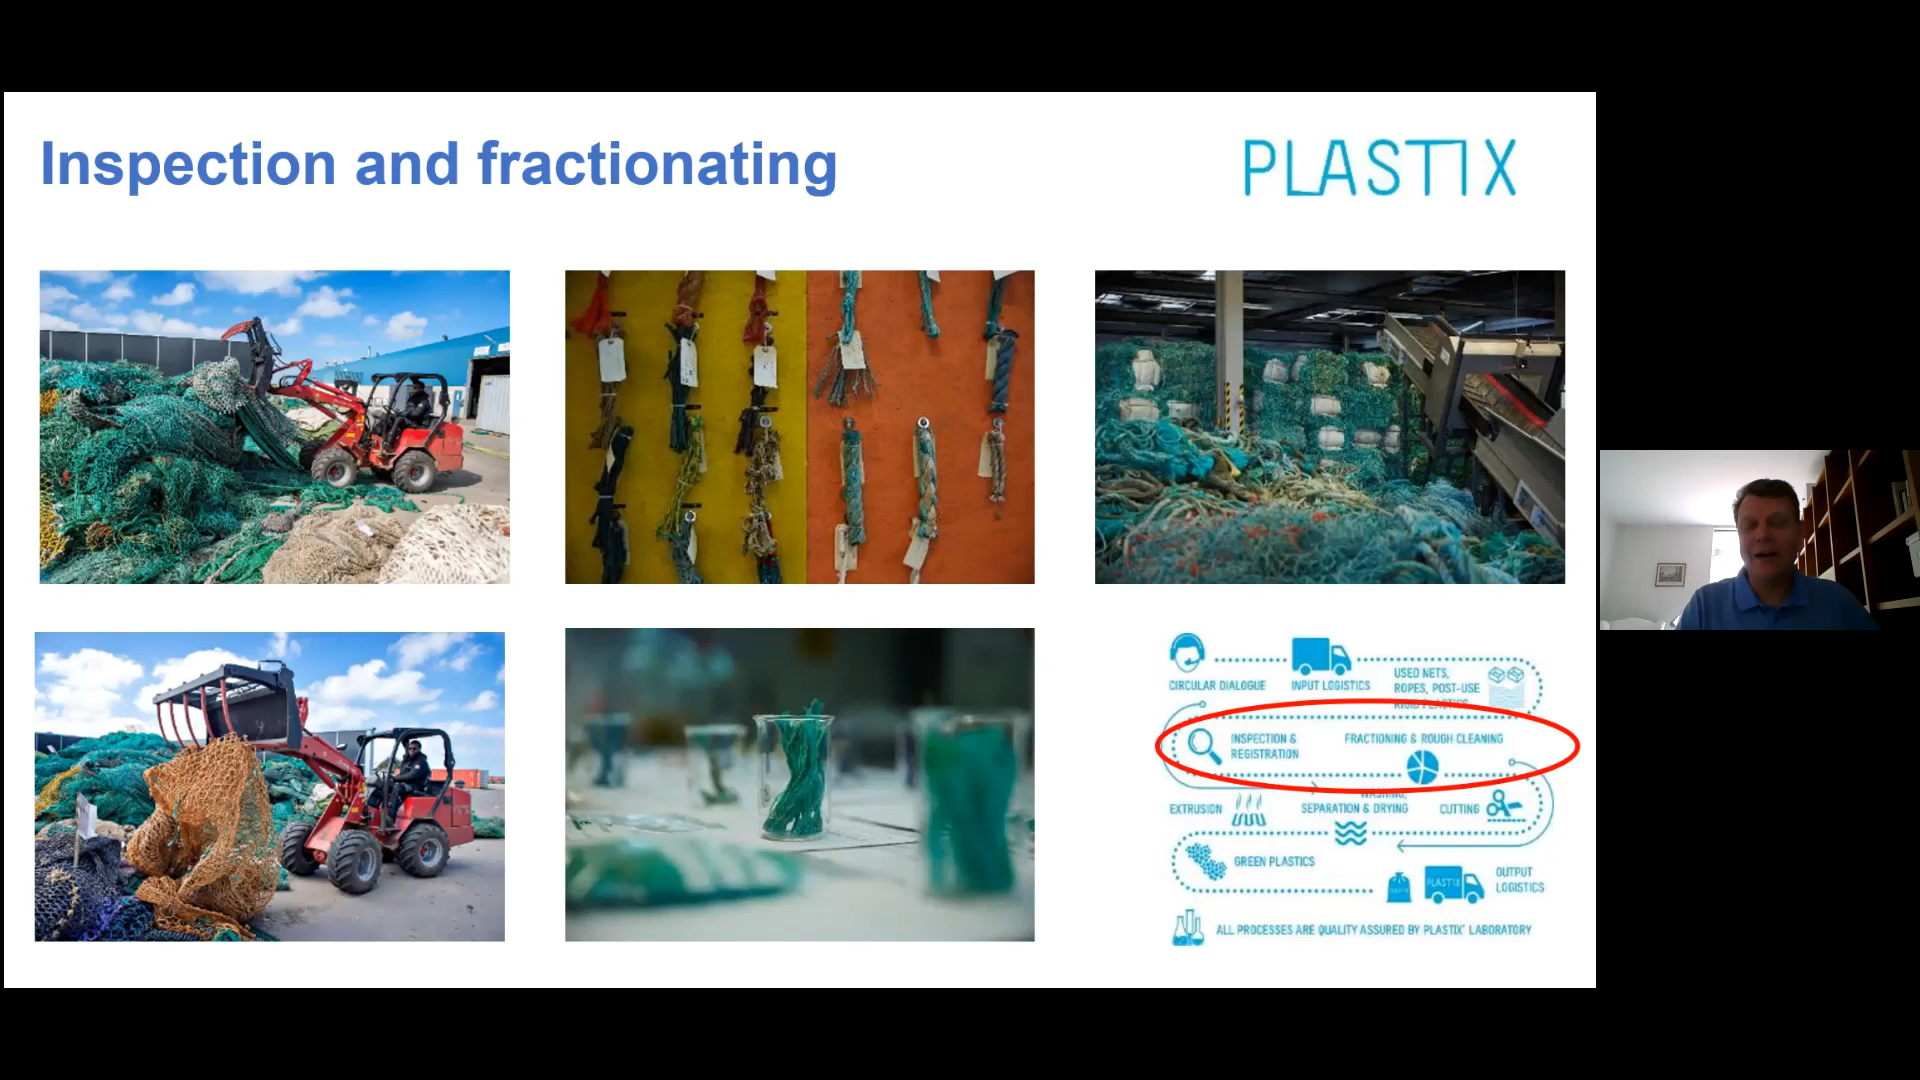 Inspection and fractionating
PLASTIX
CIRCULAR DIALOGUE
INPUT LOGISTICS
USED NETS,
ROPES, POST-USE
RIGID PLASTICS
INSPECTION &
REGISTRATION
FRACTIONING & ROUGH CLEANING
EXTRUSION
WASHING,
SEPARATION & DRYING
CUTTING
GREEN PLASTICS
PLASTIX
OUTPUT
LOGISTICS
ALL PROCESSES ARE QUALITY ASSURED BY PLASTIX' LABORATORY